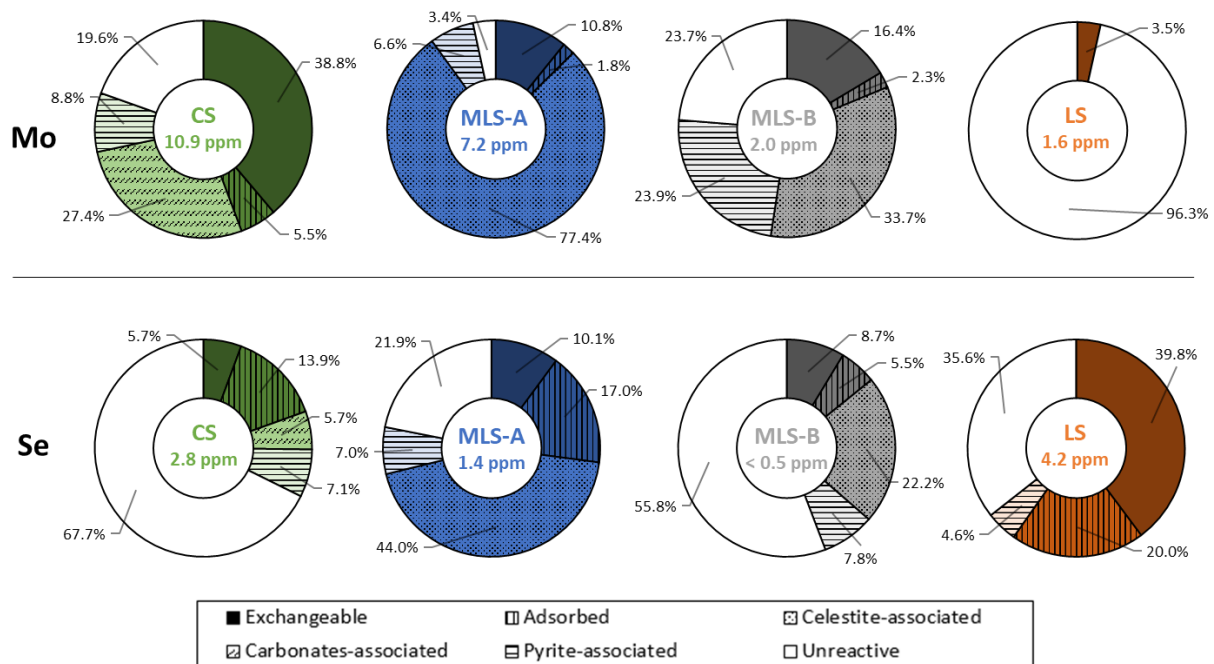 Mo
19.6%
38.8%
8.8%
27.4%
5.5%
CS
10.9 ppm
3.4%
10.8%
6.6%
1.8%
77.4%
MLS-A
7.2 ppm
23.7%
16.4%
2.3%
23.9%
33.7%
MLS-B
2.0 ppm
3.5%
96.3%
LS
1.6 ppm
Se
5.7%
13.9%
5.7%
7.1%
67.7%
CS
2.8 ppm
21.9%
10.1%
17.0%
7.0%
44.0%
MLS-A
1.4 ppm
8.7%
5.5%
55.8%
22.2%
7.8%
MLS-B
< 0.5 ppm
35.6%
39.8%
4.6%
20.0%
LS
4.2 ppm
Exchangeable Adsorbed Celestite-associated
Carbonates-associated Pyrite-associated Unreactive